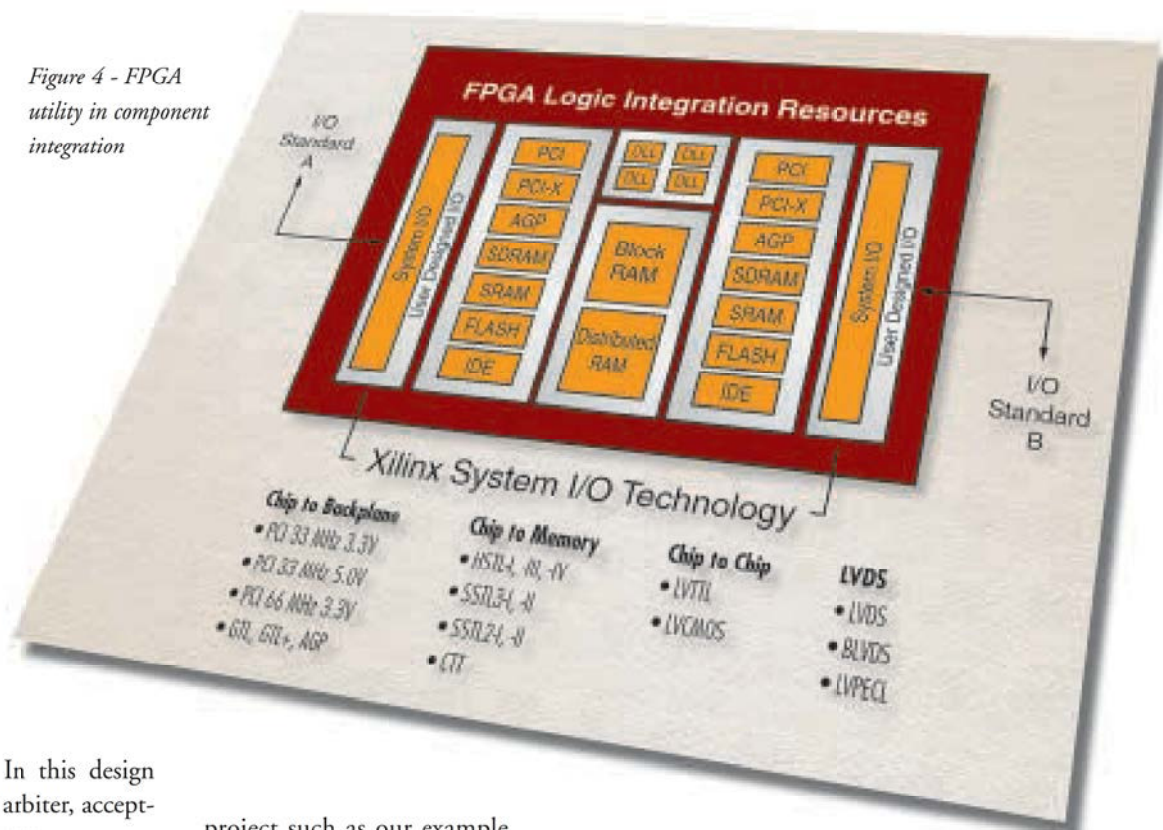 Figure 4 - FPGA
utility in component
integration
I/O
Standard
A
FPGA Logic Integration Resources
System I/O
User Designed I/O
PCI
PCI-X
AGP
SDRAM
SRAM
FLASH
IDE
DLL DLL
DLL DLL
Block
RAM
Distributed
RAM
PCI
PCI-X
AGP
SDRAM
SRAM
FLASH
IDE
System I/O
User Designed I/O
I/O
Standard
B
Xilinx System I/O Technology
Chip to Backplane
• PCI 33 MHz 3.3V
• PCI 33 MHz 5.0V
• PCI 66 MHz 3.3V
• GTL, GTL+, AGP
Chip to Memory
• HSTL-I, -III, -IV
• SSTL3-I, -II
• SSTL2-I, -II
• CTT
Chip to Chip
• LVTTL
• LVCMOS
LVDS
• LVDS
• BLVDS
• LVPECL
In this design
arbiter, accept-
project such as our example